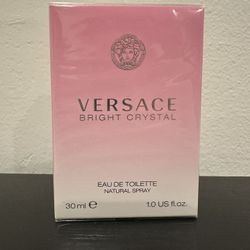 VERSACE
BRIGHT CRYSTAL
EAU DE TOILETTE
NATURAL SPRAY
30 ml ℮ 1.0 US fl.oz.